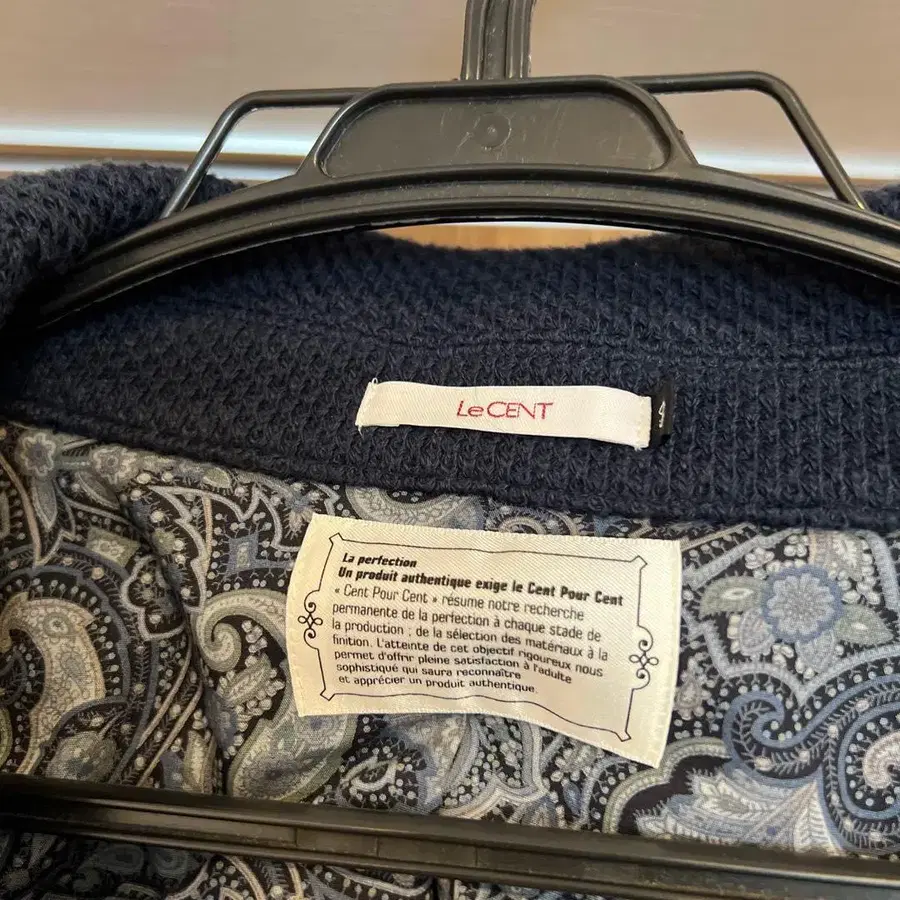 Le CENT
4
La perfection
Un produit authentique exige le Cent Pour Cent
« Cent Pour Cent » résume notre recherche
permanente de la perfection à chaque stade de
la production ; de la sélection des matériaux à la
finition. L'atteinte de cet objectif rigoureux nous
permet d'offrir pleine satisfaction à l'adulte
sophistiqué qui saura reconnaître
et apprécier un produit authentique.